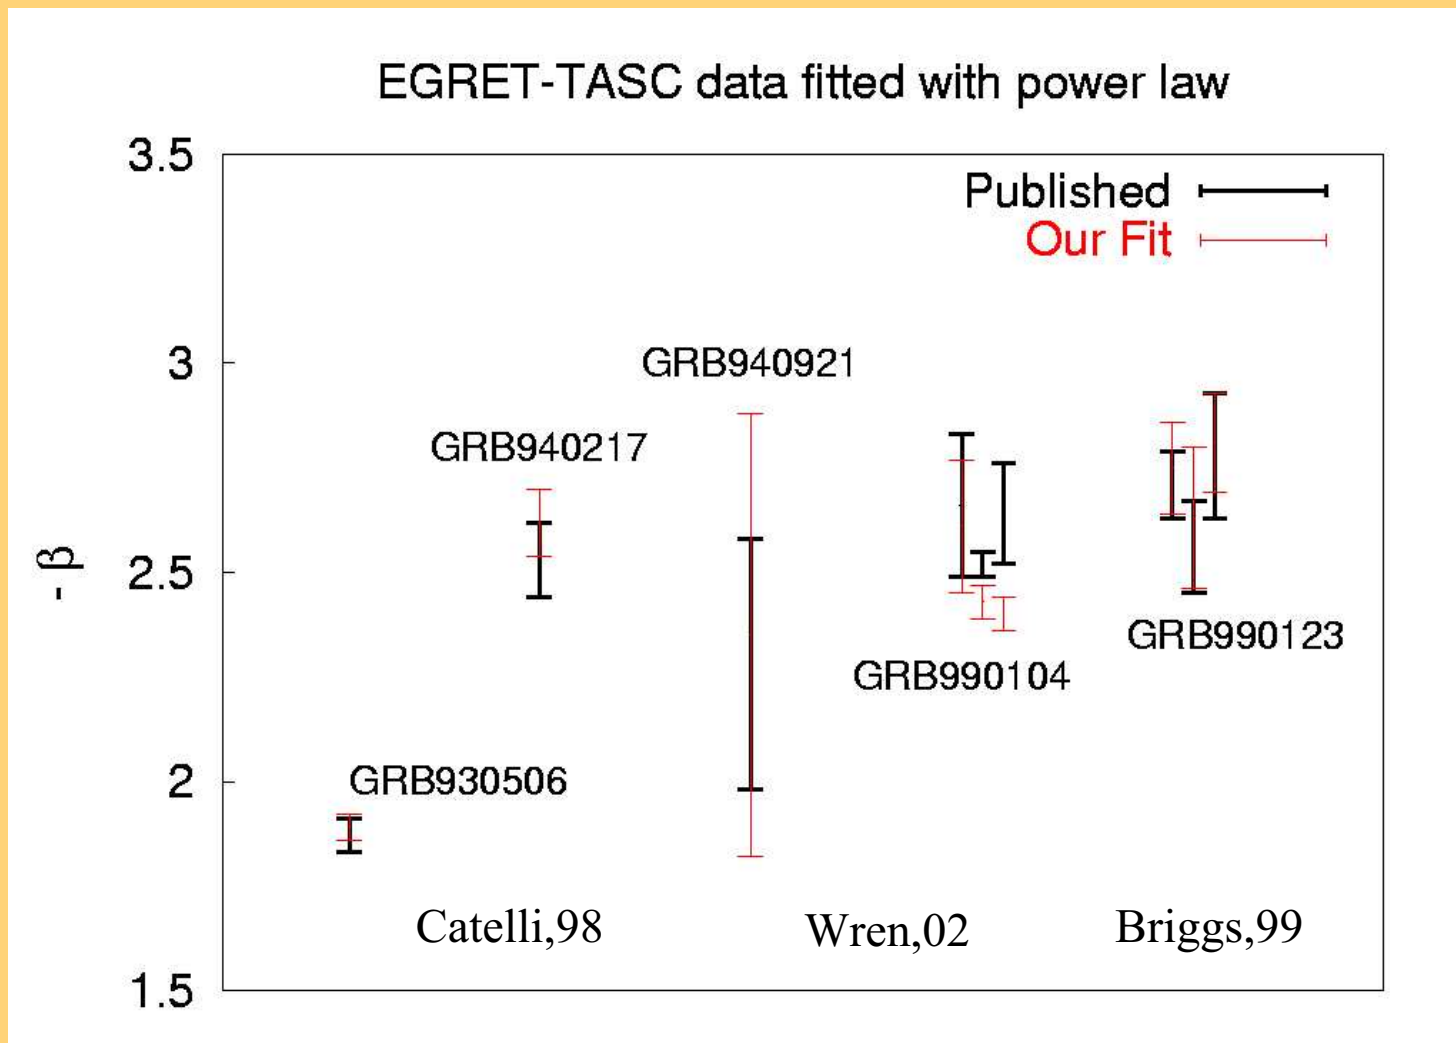 EGRET-TASC data fitted with power law
3.5
Published
Our Fit
3
GRB940921
GRB940217
- β
2.5
GRB990123
GRB990104
2
GRB930506
Catelli,98
Wren,02
Briggs,99
1.5